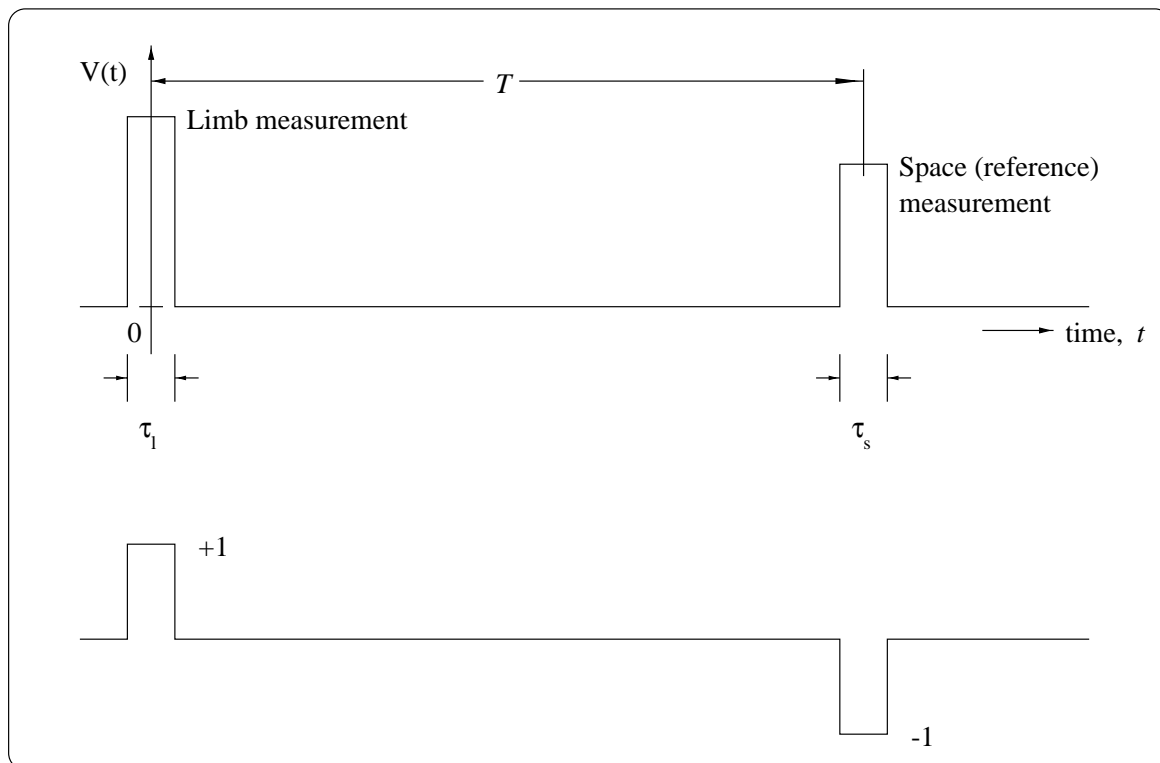 V(t)
T
Limb measurement
Space (reference)
measurement
0
time, t
τl
τs
+1
-1